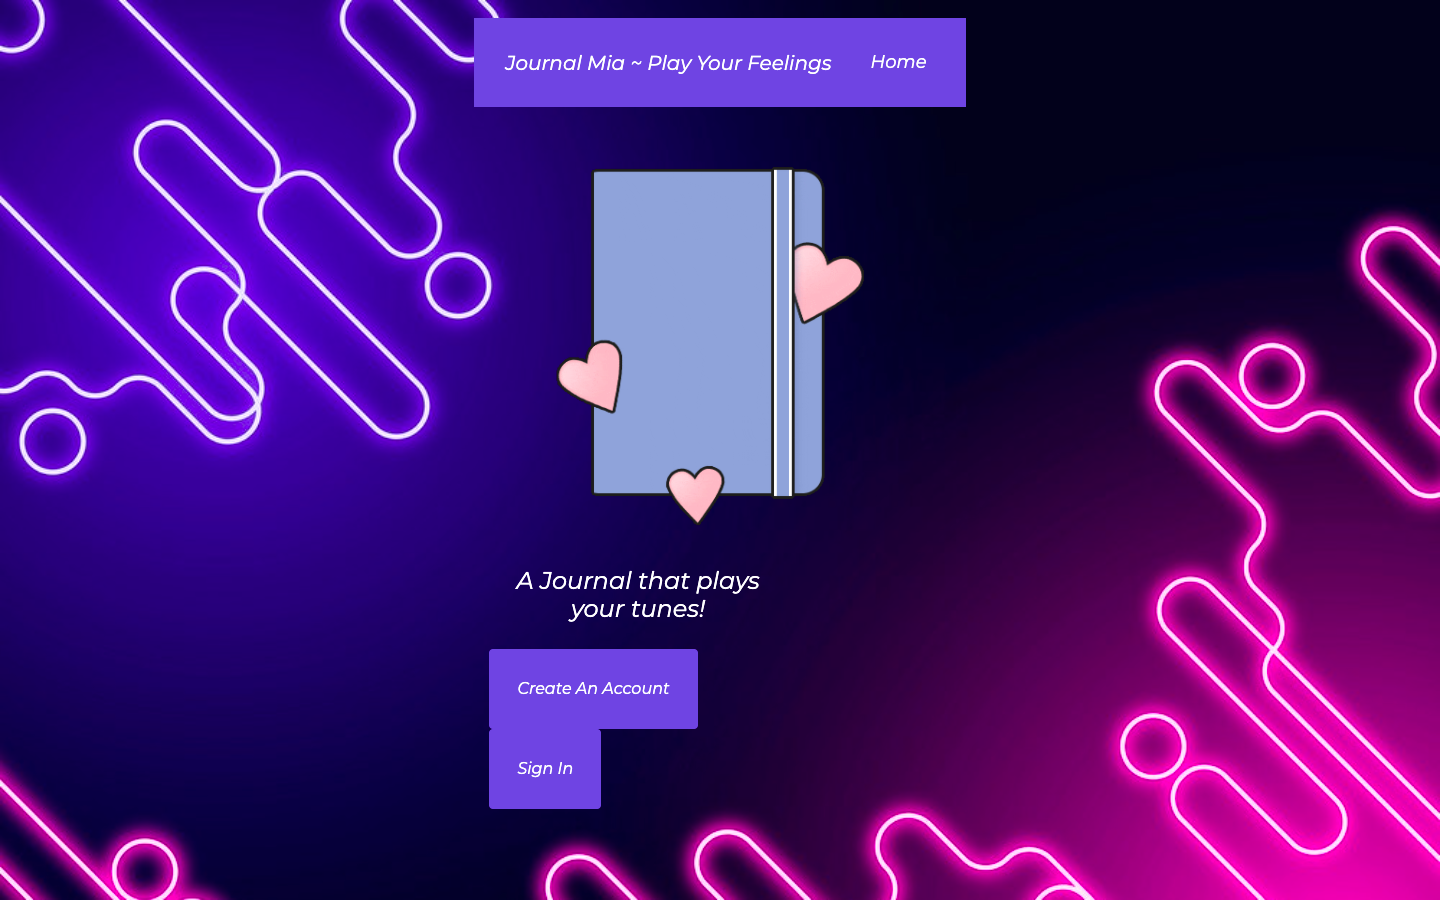 Journal Mia ~ Play Your Feelings Home
A Journal that plays
your tunes!
Create An Account
Sign In